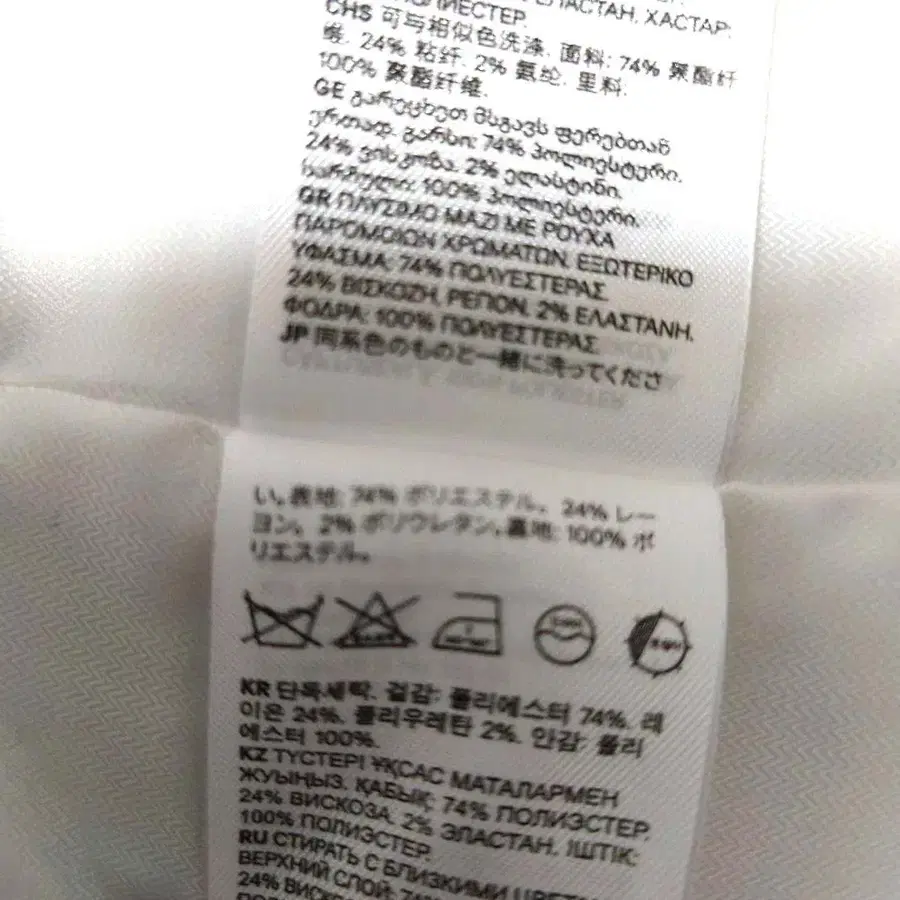 ПОЛИЕСТЕР. ЕЛАСТАН. ХАСТАР:
CHS 可与相似色洗涤. 面料: 74% 聚酯纤
维. 24% 粘纤. 2% 氨纶. 里料:
100% 聚酯纤维.
GE გარეცხეთ მსგავს ფერებთან
ერთად. გარსი: 74% პოლიესტერი.
24% ვისკოზა. 2% ელასტინი.
სარჩული: 100% პოლიესტერი.
GR ΠΛΥΣΙΜΟ ΜΑΖΙ ΜΕ ΡΟΥΧΑ
ΠΑΡΟΜΟΙΩΝ ΧΡΩΜΑΤΩΝ. ΕΞΩΤΕΡΙΚΟ
ΥΦΑΣΜΑ: 74% ΠΟΛΥΕΣΤΕΡΑΣ.
24% ΒΙΣΚΟΖΗ, ΡΕΓΙΟΝ. 2% ΕΛΑΣΤΑΝΗ.
ΦΟΔΡΑ: 100% ΠΟΛΥΕΣΤΕΡΑΣ.
JP 同系色のものと一緒に洗ってくださ
い。表地: 74% ポリエステル、24% レー
ヨン、2% ポリウレタン。裏地: 100% ポ
リエステル。
KR 단독세탁. 겉감: 폴리에스터 74%. 레
이온 24%. 폴리우레탄 2%. 안감: 폴리
에스터 100%.
KZ ТҮСТЕРІ ҰҚСАС МАТАЛАРМЕН
ЖУЫҢЫЗ. ҚАБЫҚ: 74% ПОЛИЭСТЕР.
24% ВИСКОЗА. 2% ЭЛАСТАН. ІШТІК:
100% ПОЛИЭСТЕР.
RU СТИРАТЬ С БЛИЗКИМИ
ВЕРХНИЙ СЛОЙ: 74%
24%